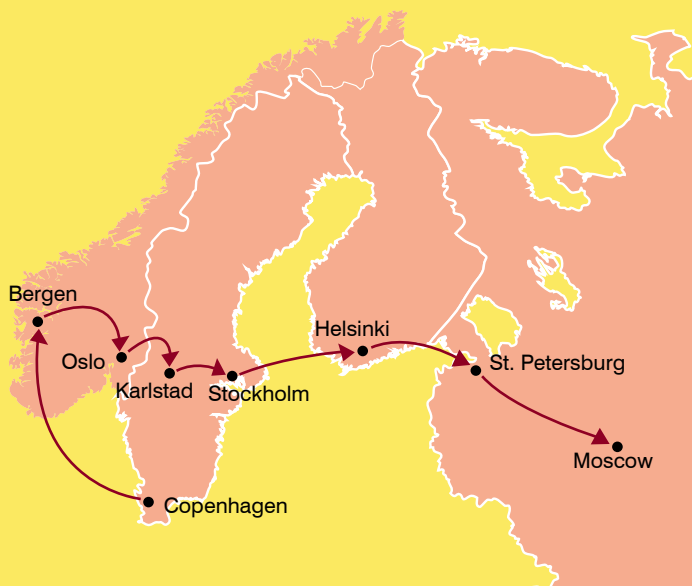 Bergen
Helsinki
Oslo
St. Petersburg
Karlstad
Stockholm
Moscow
Copenhagen